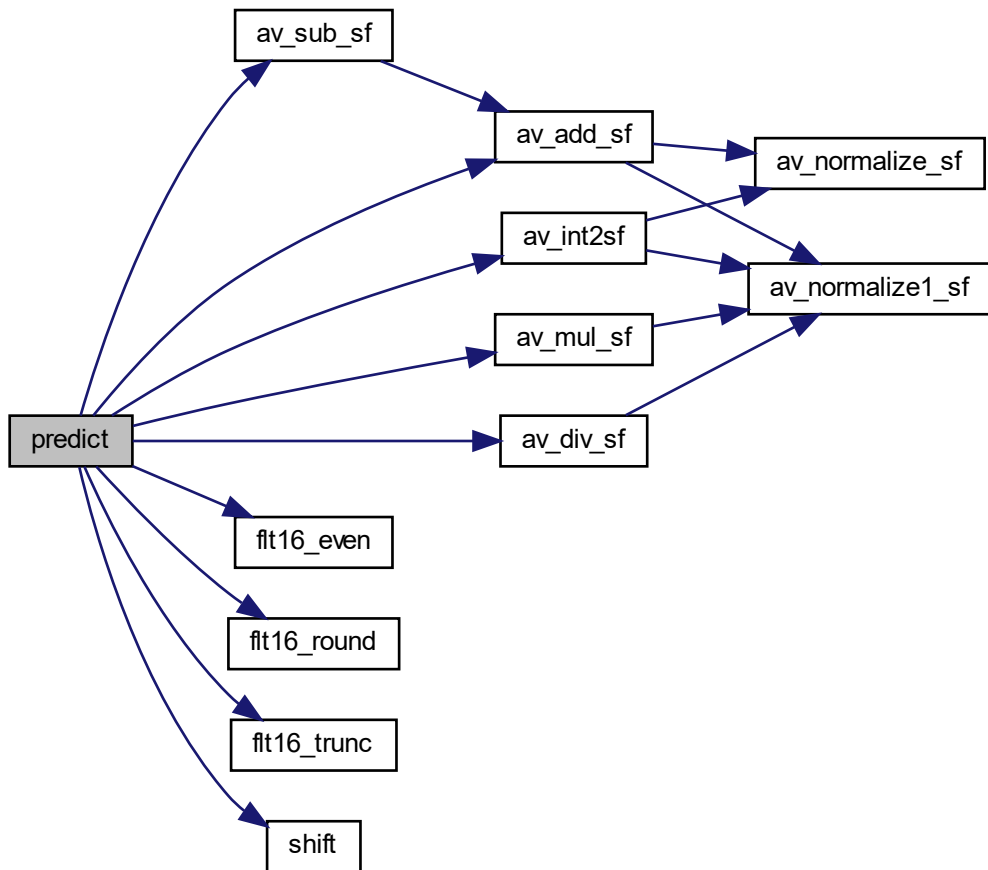 av_sub_sf
av_add_sf
av_normalize_sf
av_int2sf
av_normalize1_sf
av_mul_sf
predict
av_div_sf
flt16_even
flt16_round
flt16_trunc
shift